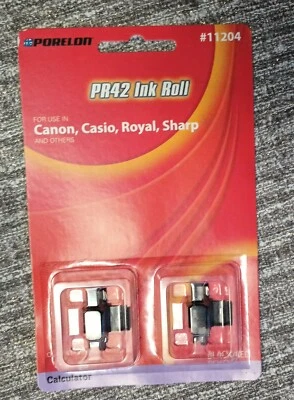 PORELON
#11204
PR42 Ink Roll
FOR USE IN
Canon, Casio, Royal, Sharp
AND OTHERS
Calculator